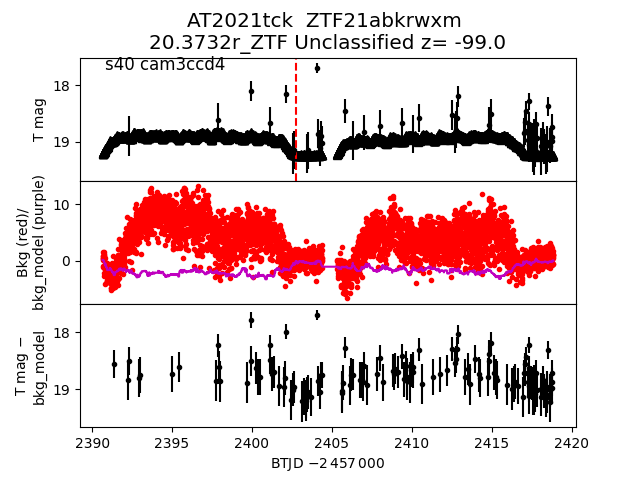 AT2021tck  ZTF21abkrwxm
20.3732r_ZTF Unclassified z= -99.0
s40 cam3ccd4
T mag
18
19
Bkg (red)/
bkg_model (purple)
10
0
T mag −
bkg_model
18
19
2390 2395 2400 2405 2410 2415 2420
BTJD −2 457 000